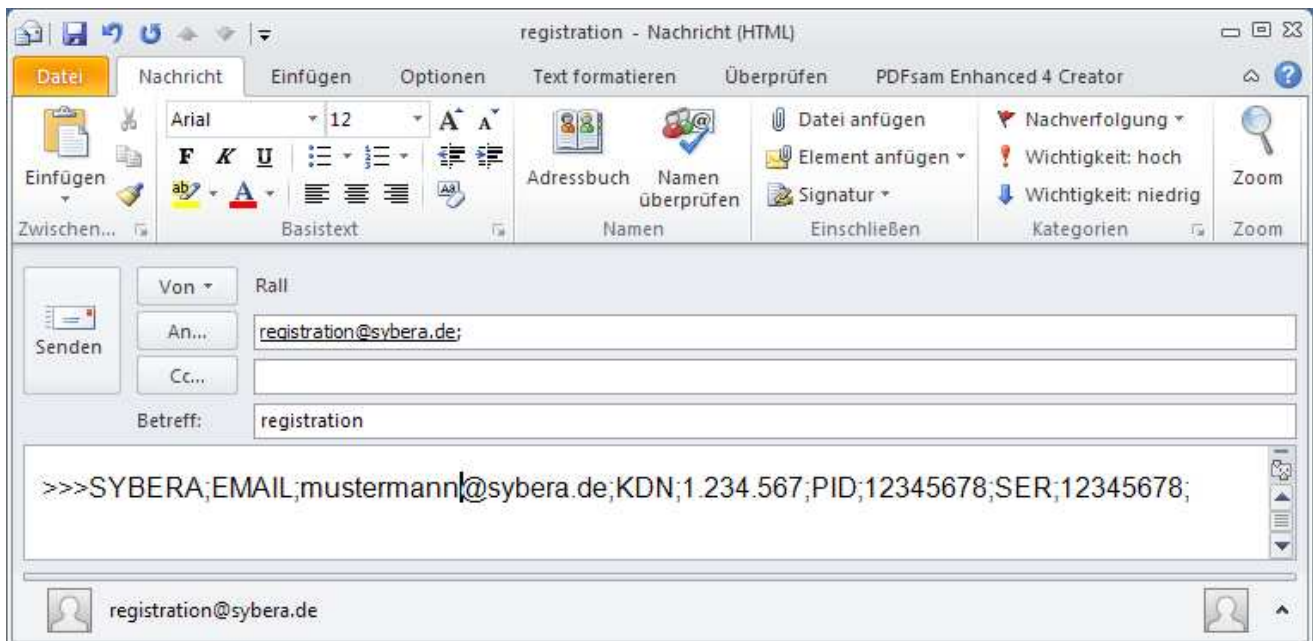 registration - Nachricht (HTML)
Datei Nachricht Einfügen Optionen Text formatieren Überprüfen PDFsam Enhanced 4 Creator
Einfügen
Zwischen...
Arial 12 A A
F K U
ab A Aa
Basistext
Adressbuch
Namen überprüfen
Namen
Datei anfügen
Element anfügen
Signatur
Einschließen
Nachverfolgung
Wichtigkeit: hoch
Wichtigkeit: niedrig
Kategorien
Zoom
Zoom
Senden
Von Rall
An... registration@sybera.de;
Cc...
Betreff: registration
>>>SYBERA;EMAIL;mustermann@sybera.de;KDN;1.234.567;PID;12345678;SER;12345678;
registration@sybera.de